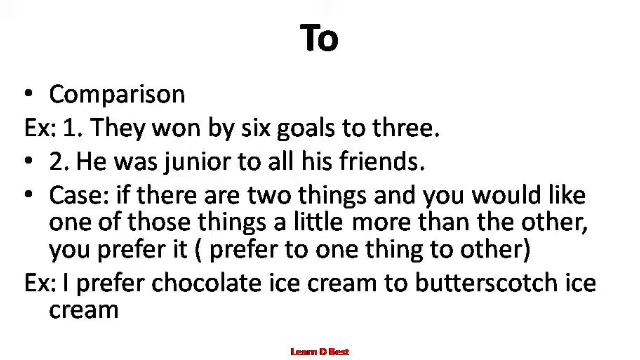 To
• Comparison
Ex: 1. They won by six goals to three.
• 2. He was junior to all his friends.
• Case: if there are two things and you would like
one of those things a little more than the other,
you prefer it ( prefer to one thing to other)
Ex: I prefer chocolate ice cream to butterscotch ice
cream
Learn D Best